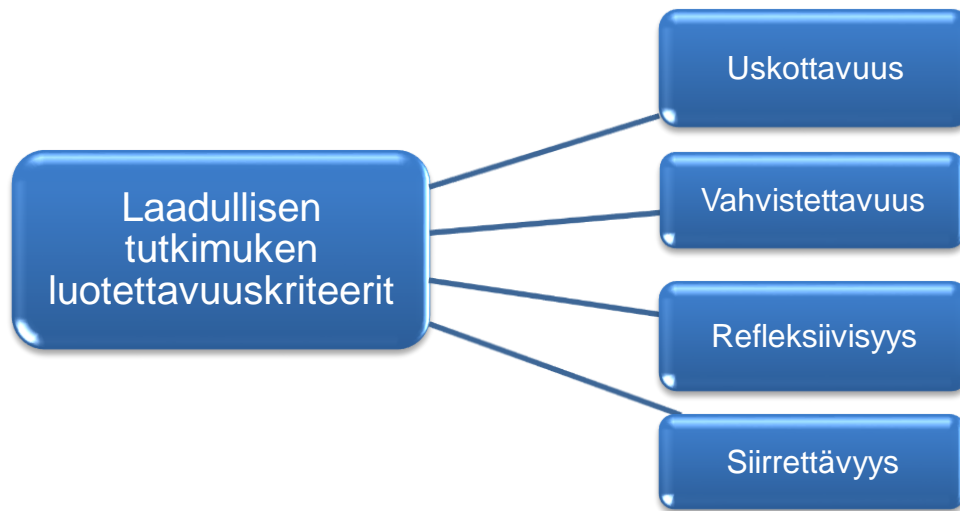 Laadullisen
tutkimuken
luotettavuuskriteerit
Uskottavuus
Vahvistettavuus
Refleksiivisyys
Siirrettävyys